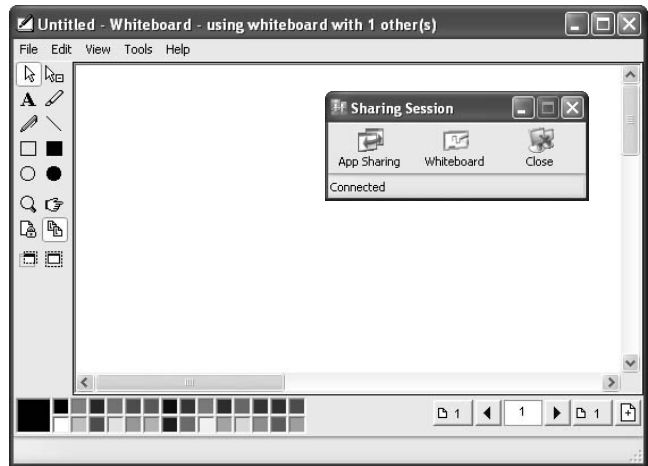 Untitled - Whiteboard - using whiteboard with 1 other(s)
File Edit View Tools Help
A
Sharing Session
App Sharing Whiteboard Close
Connected
1 1 1